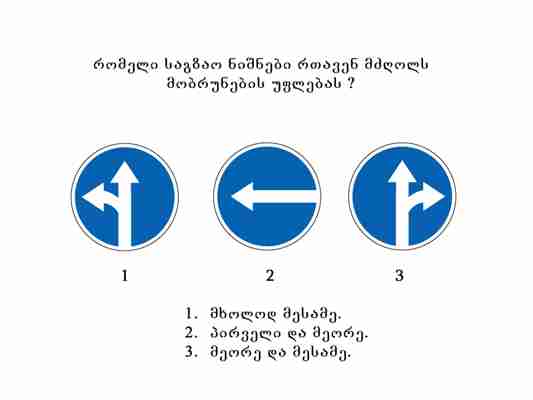 რომელი საგზაო ნიშნები რთავენ მძღოლს
მობრუნების უფლებას ?
1 2 3
1. მხოლოდ მესამე.
2. პირველი და მეორე.
3. მეორე და მესამე.